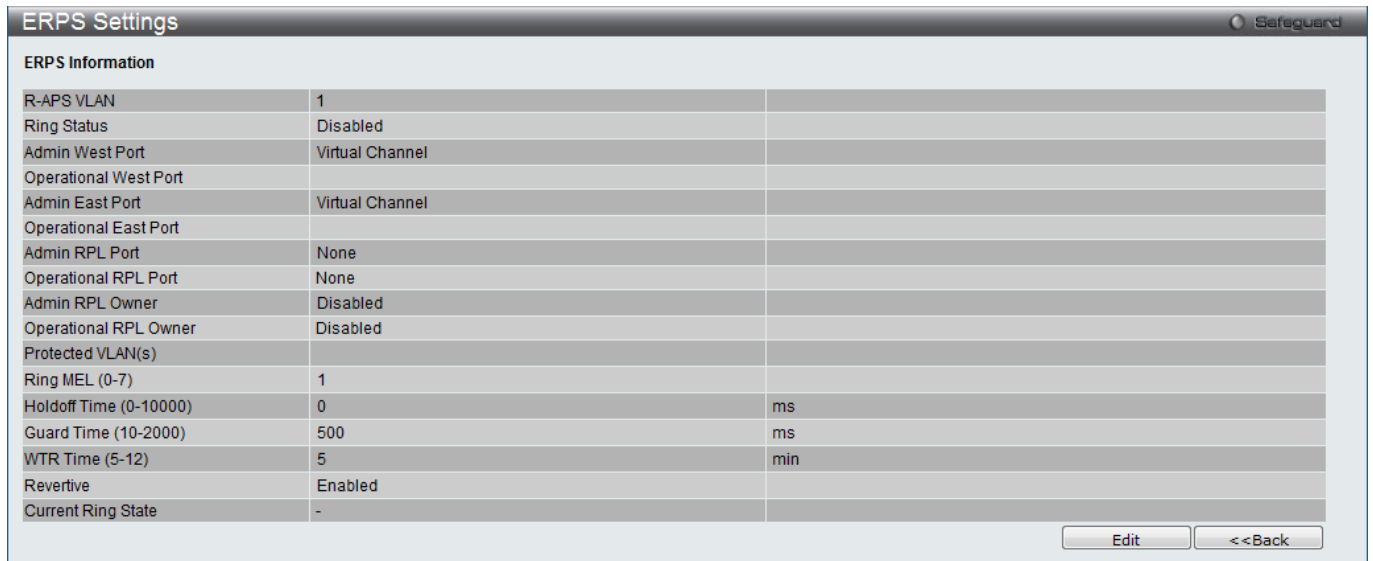 ERPS Settings
Safeguard
ERPS Information
R-APS VLAN 1
Ring Status Disabled
Admin West Port Virtual Channel
Operational West Port
Admin East Port Virtual Channel
Operational East Port
Admin RPL Port None
Operational RPL Port None
Admin RPL Owner Disabled
Operational RPL Owner Disabled
Protected VLAN(s)
Ring MEL (0-7) 1
Holdoff Time (0-10000) 0 ms
Guard Time (10-2000) 500 ms
WTR Time (5-12) 5 min
Revertive Enabled
Current Ring State -
Edit <<Back